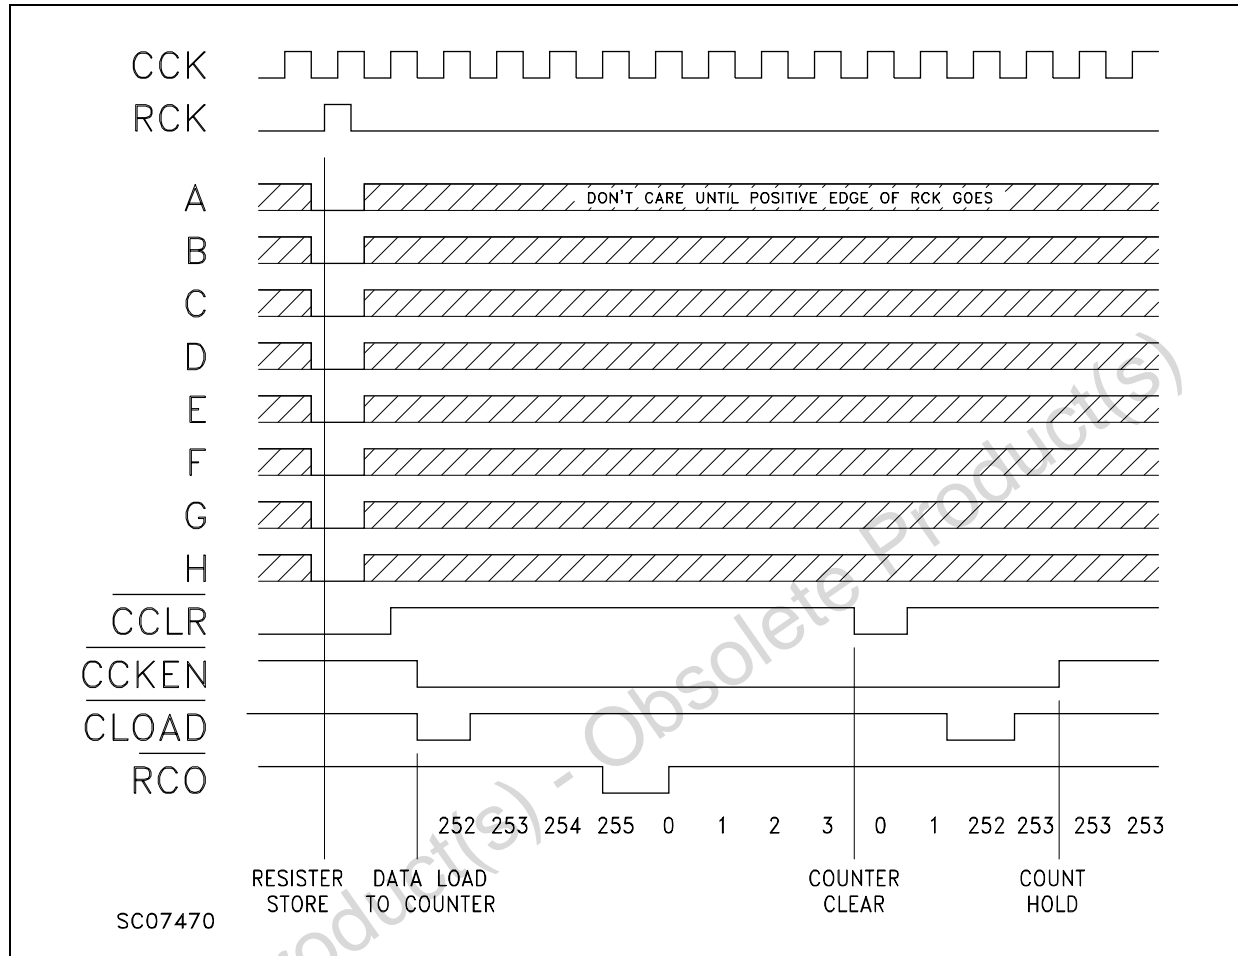 CCK
RCK
A
DON'T CARE UNTIL POSITIVE EDGE OF RCK GOES
B
C
D
E
F
G
H
CCLR
CCKEN
CLOAD
RCO
252 253 254 255 0 1 2 3 0 1 252 253 253 253
RESISTER STORE
DATA LOAD TO COUNTER
COUNTER CLEAR
COUNT HOLD
SC07470
roduct(s) - Obsolete Product(s)